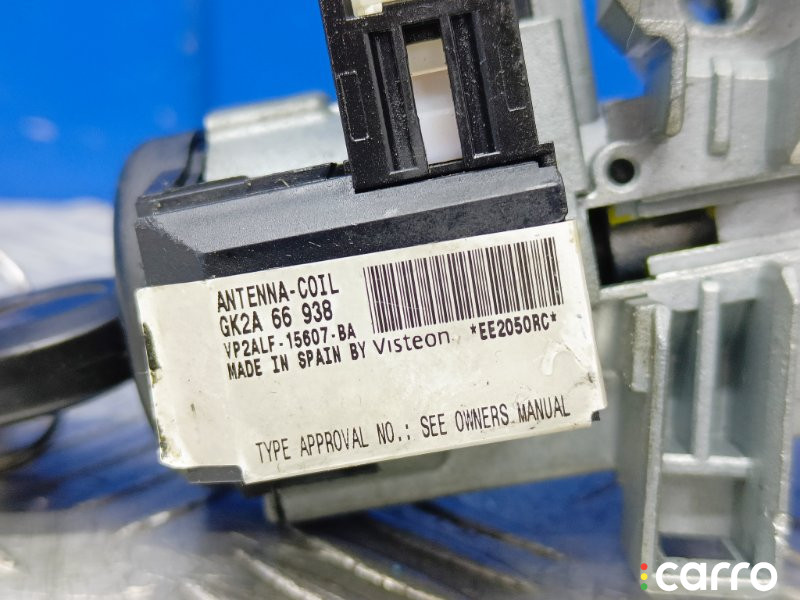 ANTENNA-COIL
GK2A 66 938
VP2ALF-15607-BA
MADE IN SPAIN BY Visteon *EE2050RC*
TYPE APPROVAL NO.: SEE OWNERS MANUAL
carro